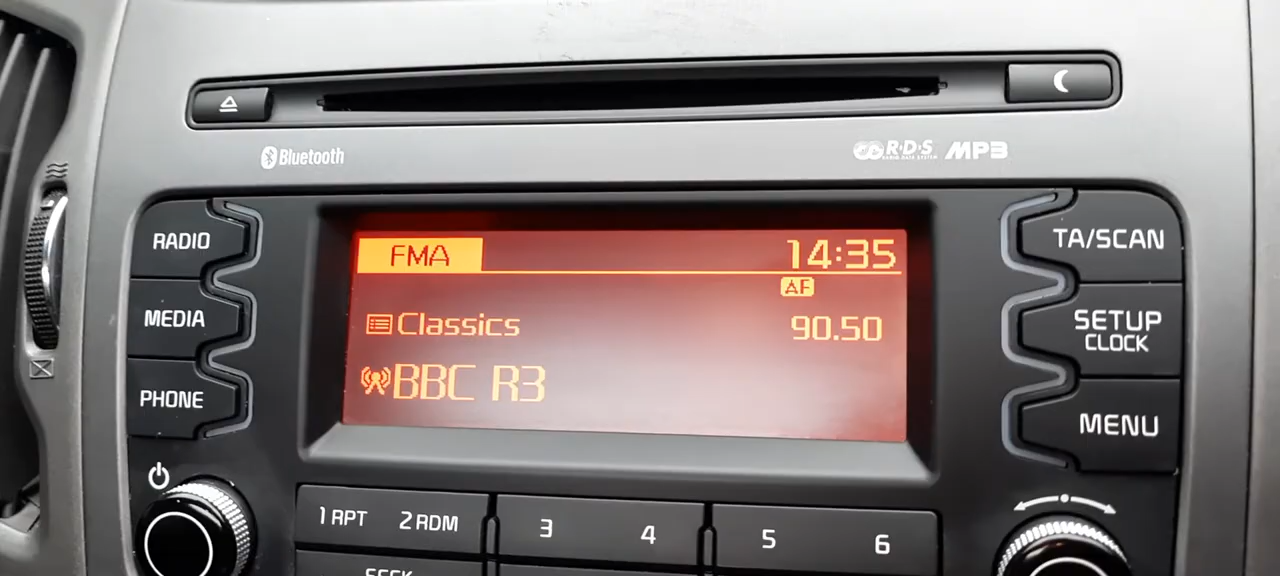 Bluetooth
R·D·S
RADIO DATA SYSTEM
MP3
RADIO
MEDIA
PHONE
FMA
14:35
AF
Classics
90.50
BBC R3
TA/SCAN
SETUP
CLOCK
MENU
1 RPT
2 RDM
3
4
5
6
SEEK